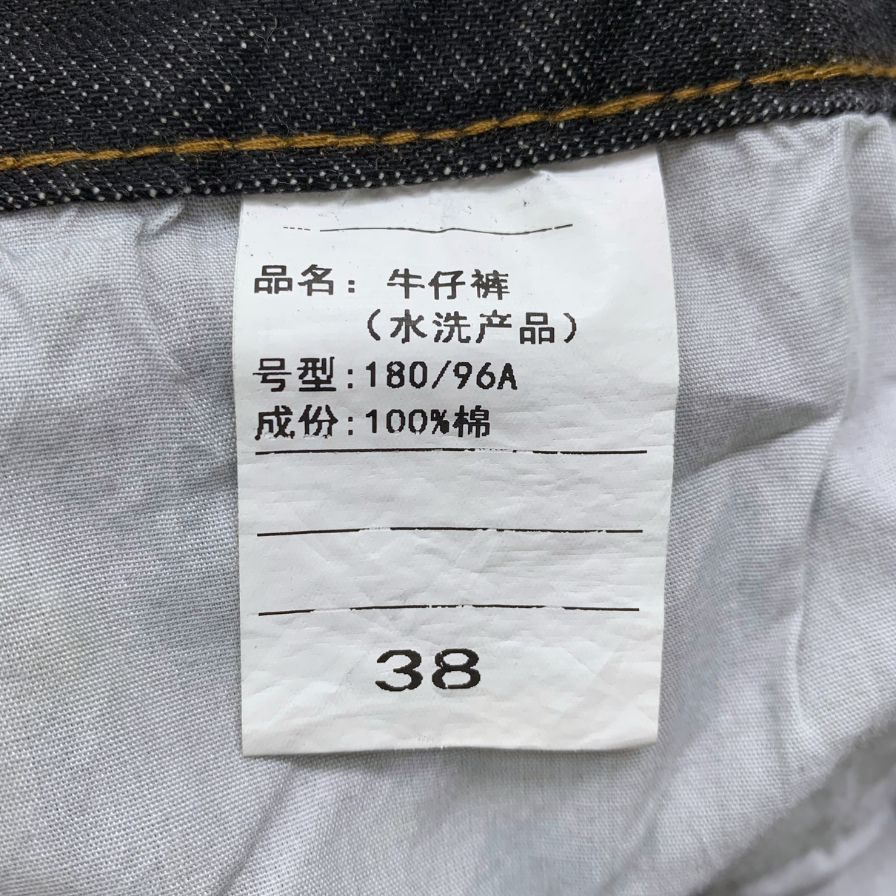 品名：牛仔裤
（水洗产品）
号型:180/96A
成份:100%棉
38